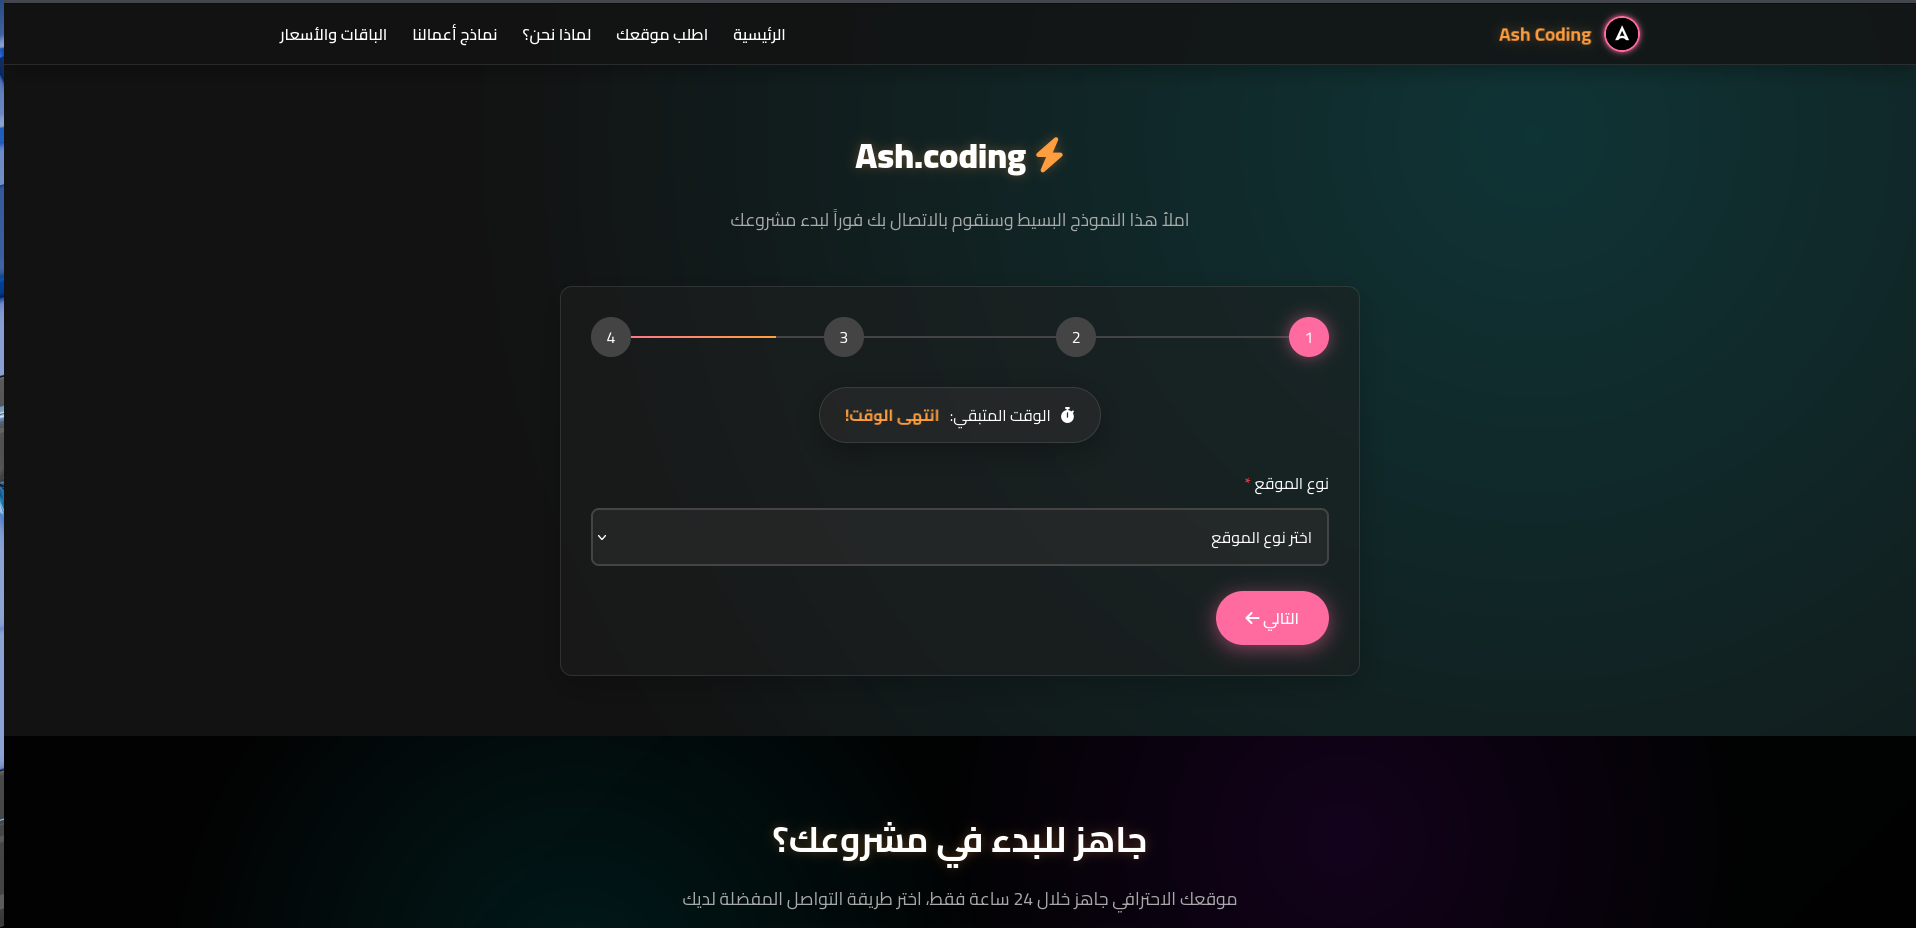 Ash Coding
الرئيسية
اطلب موقعك
لماذا نحن؟
نماذج أعمالنا
الباقات والأسعار
Ash.coding
املأ هذا النموذج البسيط وسنقوم بالاتصال بك فوراً لبدء مشروعك
1
2
3
4
الوقت المتبقي: انتهى الوقت!
نوع الموقع *
اختر نوع الموقع
التالي
جاهز للبدء في مشروعك؟
موقعك الاحترافي جاهز خلال 24 ساعة فقط، اختر طريقة التواصل المفضلة لديك